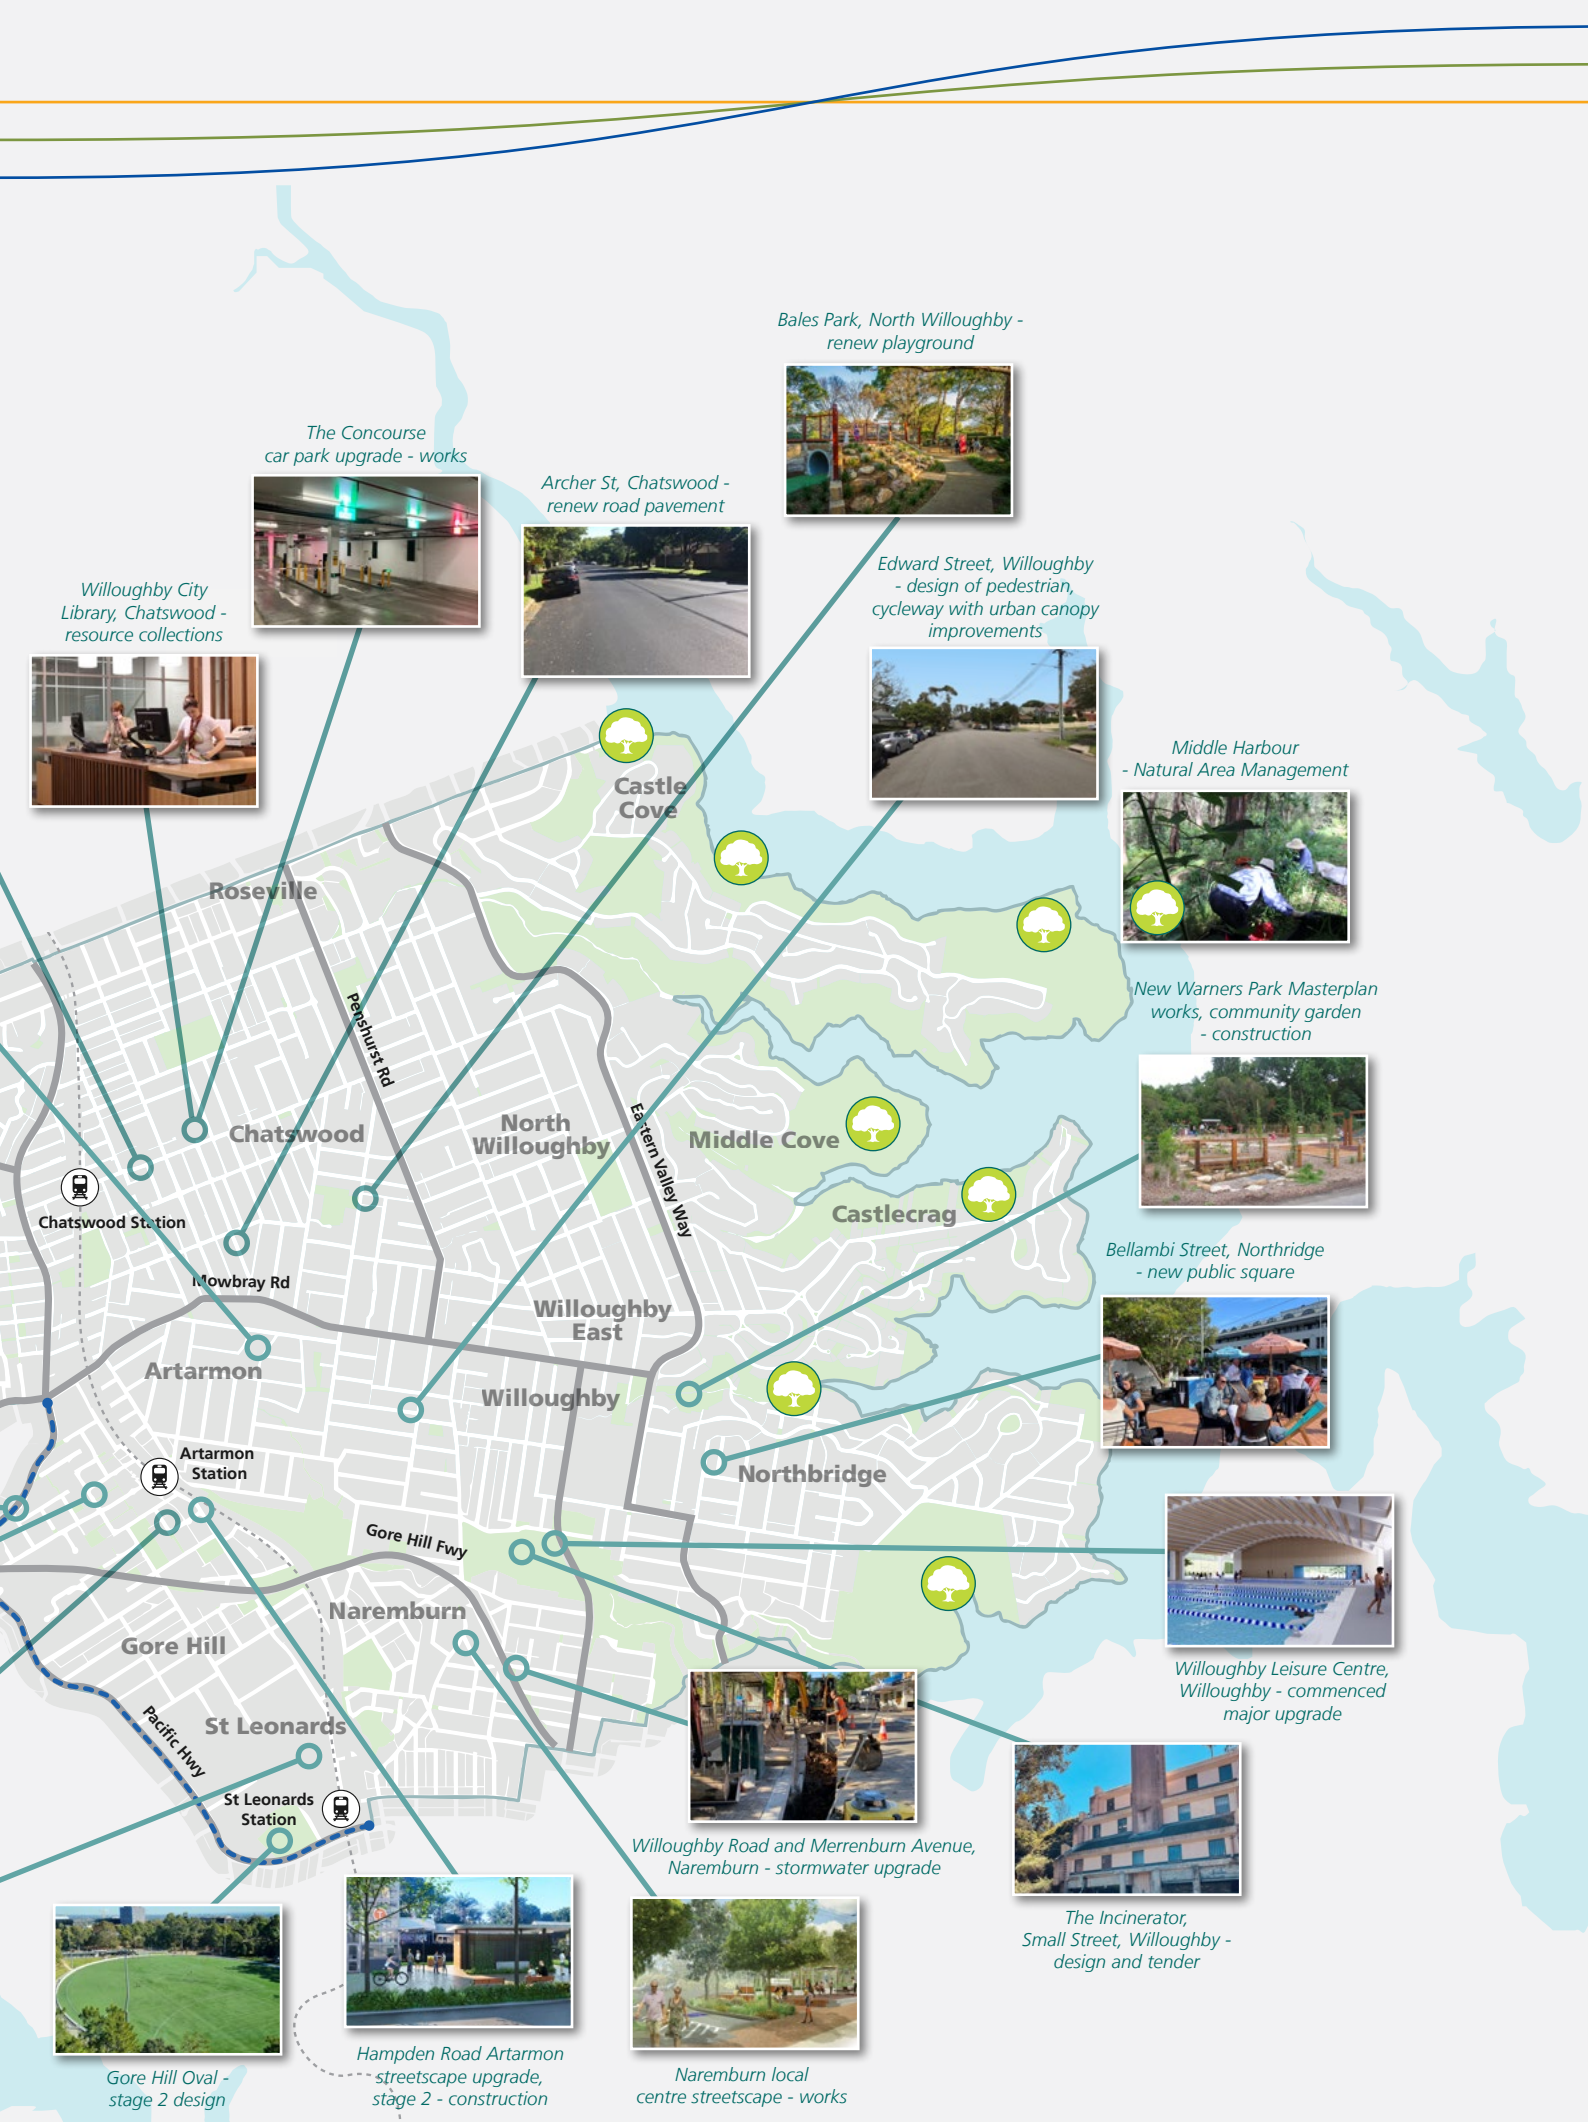 Bales Park, North Willoughby -
renew playground
The Concourse
car park upgrade - works
Archer St, Chatswood -
renew road pavement
Edward Street, Willoughby
- design of pedestrian,
cycleway with urban canopy
improvements
Willoughby City
Library, Chatswood -
resource collections
Middle Harbour
- Natural Area Management
Castle
Cove
Roseville
New Warners Park Masterplan
works, community garden
- construction
Penshurst Rd
Chatswood
North
Willoughby
Eastern Valley Way
Middle Cove
Chatswood Station
Castlecrag
Mowbray Rd
Bellambi Street, Northridge
- new public square
Willoughby
East
Artarmon
Willoughby
Artarmon
Station
Northbridge
Gore Hill Fwy
Naremburn
Gore Hill
Pacific Hwy
St Leonards
Willoughby Leisure Centre,
Willoughby - commenced
major upgrade
St Leonards
Station
Willoughby Road and Merrenburn Avenue,
Naremburn - stormwater upgrade
The Incinerator,
Small Street, Willoughby -
design and tender
Gore Hill Oval -
stage 2 design
Hampden Road Artarmon
streetscape upgrade,
stage 2 - construction
Naremburn local
centre streetscape - works